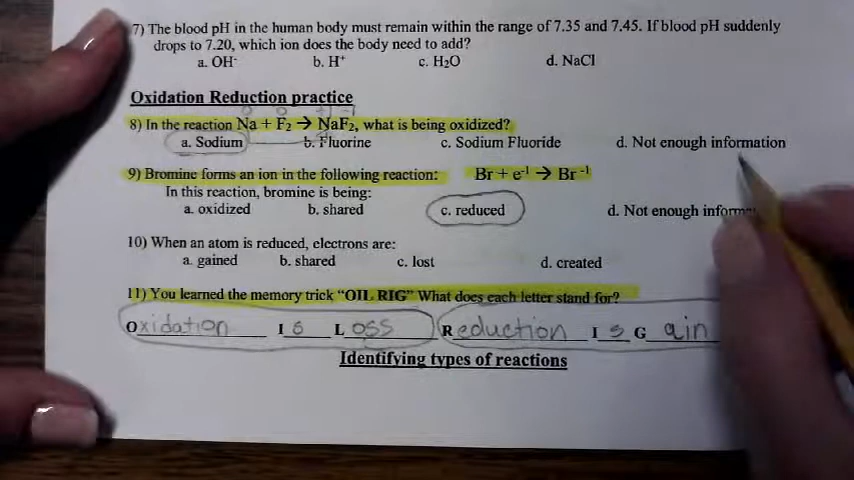 7) The blood pH in the human body must remain within the range of 7.35 and 7.45. If blood pH suddenly
drops to 7.20, which ion does the body need to add?
a. OH- b. H+ c. H2O d. NaCl
Oxidation Reduction practice
0 0 +1 -1
8) In the reaction Na + F2 → NaF2, what is being oxidized?
a. Sodium b. Fluorine c. Sodium Fluoride d. Not enough information
9) Bromine forms an ion in the following reaction: Br + e-1 → Br -1
In this reaction, bromine is being:
a. oxidized b. shared c. reduced d. Not enough
10) When an atom is reduced, electrons are:
a. gained b. shared c. lost d. created
11) You learned the memory trick "OIL RIG" What does each letter stand for?
Oxidation Is Loss Reduction Is Gain
Identifying types of reactions